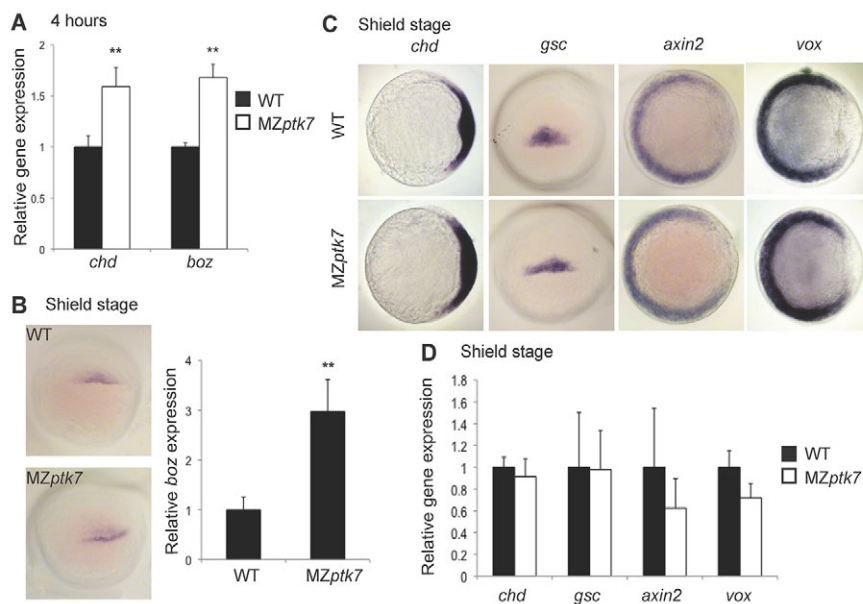 A 4 hours
Relative gene expression
2
1.5
1
0.5
0
**
**
WT
MZptk7
chd
boz
B Shield stage
WT
MZptk7
Relative boz expression
4
3
2
1
0
**
WT
MZptk7
C Shield stage
chd
gsc
axin2
vox
WT
MZptk7
D Shield stage
Relative gene expression
1.8
1.6
1.4
1.2
1
0.8
0.6
0.4
0.2
0
WT
MZptk7
chd
gsc
axin2
vox